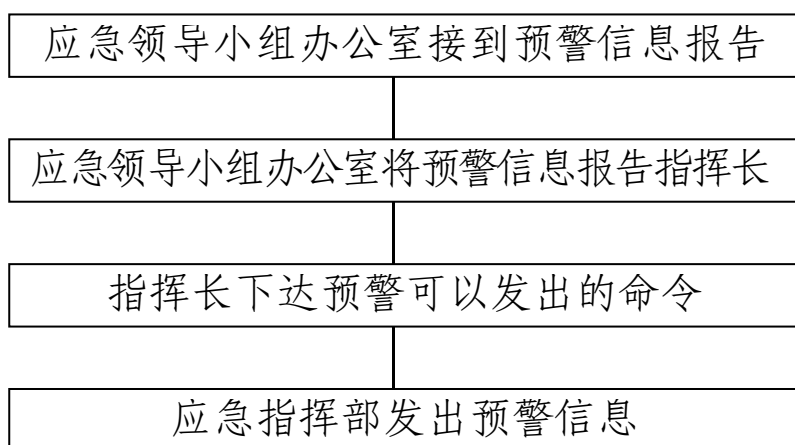 应急领导小组办公室接到预警信息报告
应急领导小组办公室将预警信息报告指挥长
指挥长下达预警可以发出的命令
应急指挥部发出预警信息